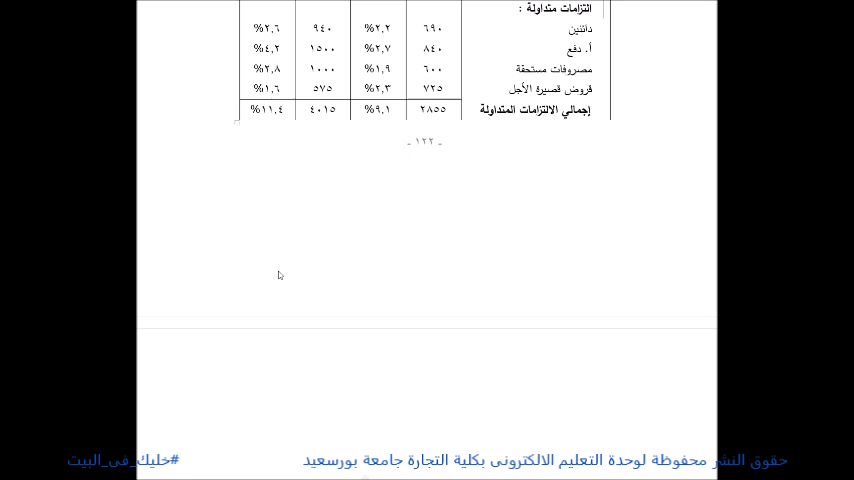 التزامات متداولة :
دائنين ٦٩٠ ٢,٢% ٩٤٠ ٢,٦%
أ. دفع ٨٤٠ ٢,٧% ١٥٠٠ ٤,٢%
مصروفات مستحقة ٦٠٠ ١,٩% ١٠٠٠ ٢,٨%
قروض قصيرة الأجل ٧٢٥ ٢,٣% ٥٧٥ ١,٦%
إجمالي الالتزامات المتداولة ٢٨٥٥ ٩,١% ٤٠١٥ ١١,٤%
- ١٢٢ -
حقوق النشر محفوظة لوحدة التعليم الالكترونى بكلية التجارة جامعة بورسعيد #خليك_فى_البيت